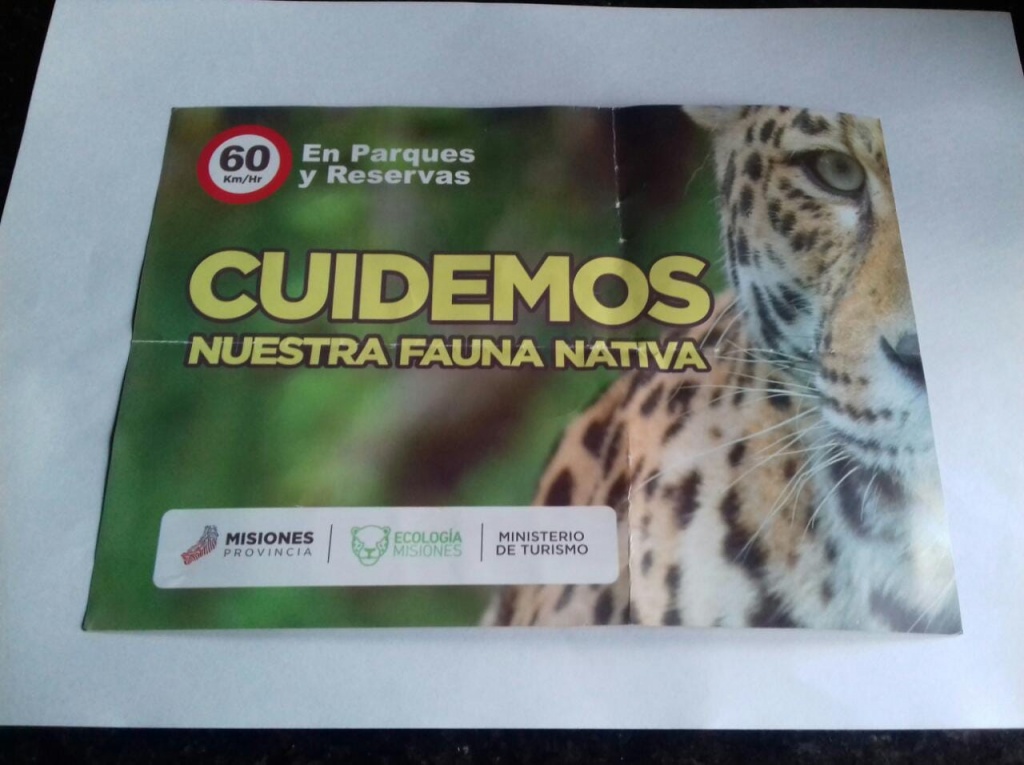 60
Km/Hr
En Parques
y Reservas
CUIDEMOS
NUESTRA FAUNA NATIVA
MISIONES
PROVINCIA
ECOLOGÍA
MISIONES
MINISTERIO
DE TURISMO